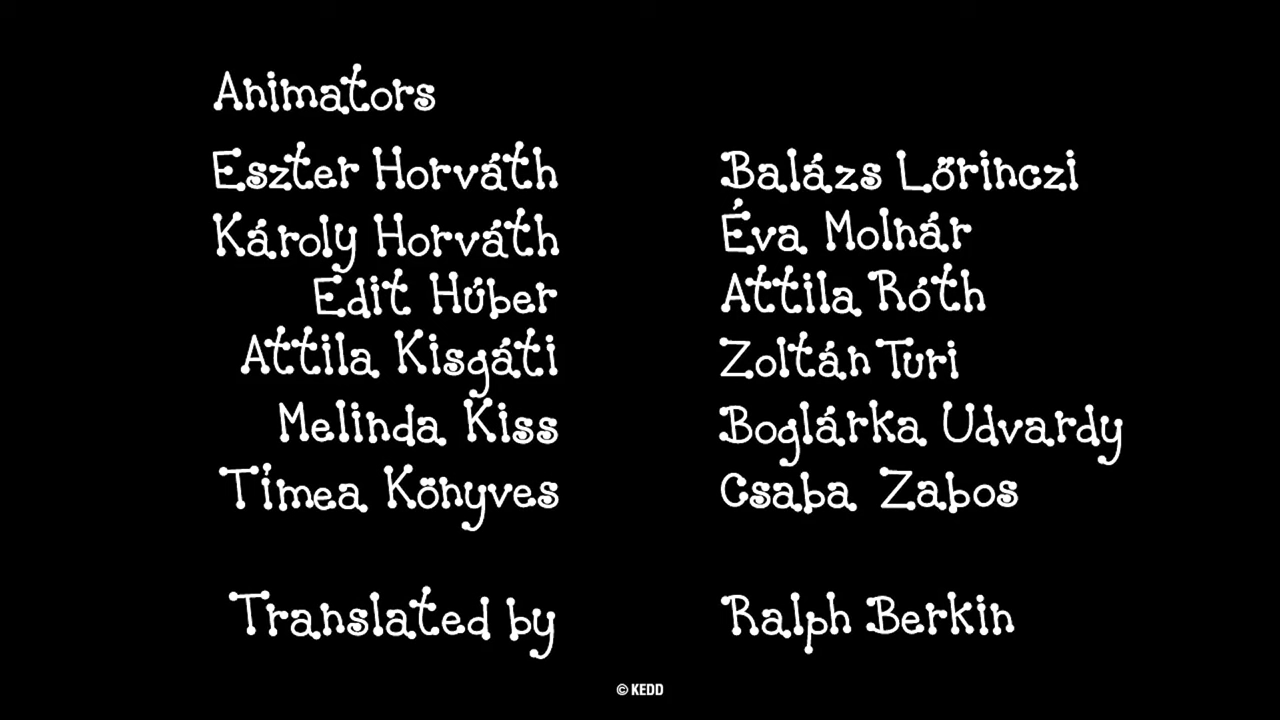 Animators
Eszter Horváth
Károly Horváth
Edit Húber
Attila Kisgáti
Melinda Kiss
Tímea Könyves
Balázs Lőrinczi
Éva Molnár
Attila Róth
Zoltán Turi
Boglárka Udvardy
Csaba Zabos
Translated by Ralph Berkin
© KEDD